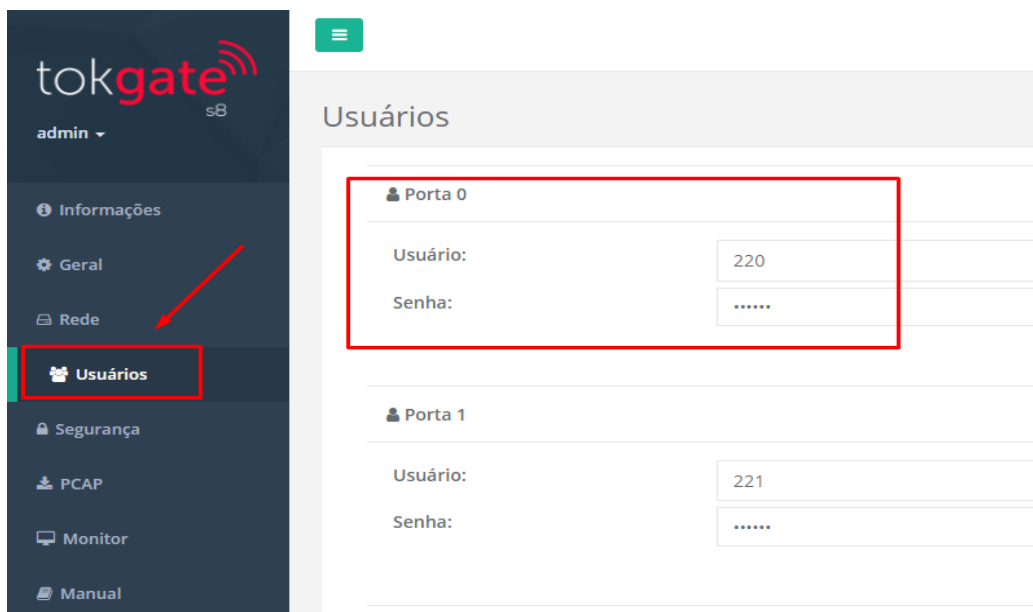 tokgate
s8
admin
Informações
Geral
Rede
Usuários
Segurança
PCAP
Monitor
Manual
Usuários
Porta 0
Usuário:
220
Senha:
••••••
Porta 1
Usuário:
221
Senha:
••••••